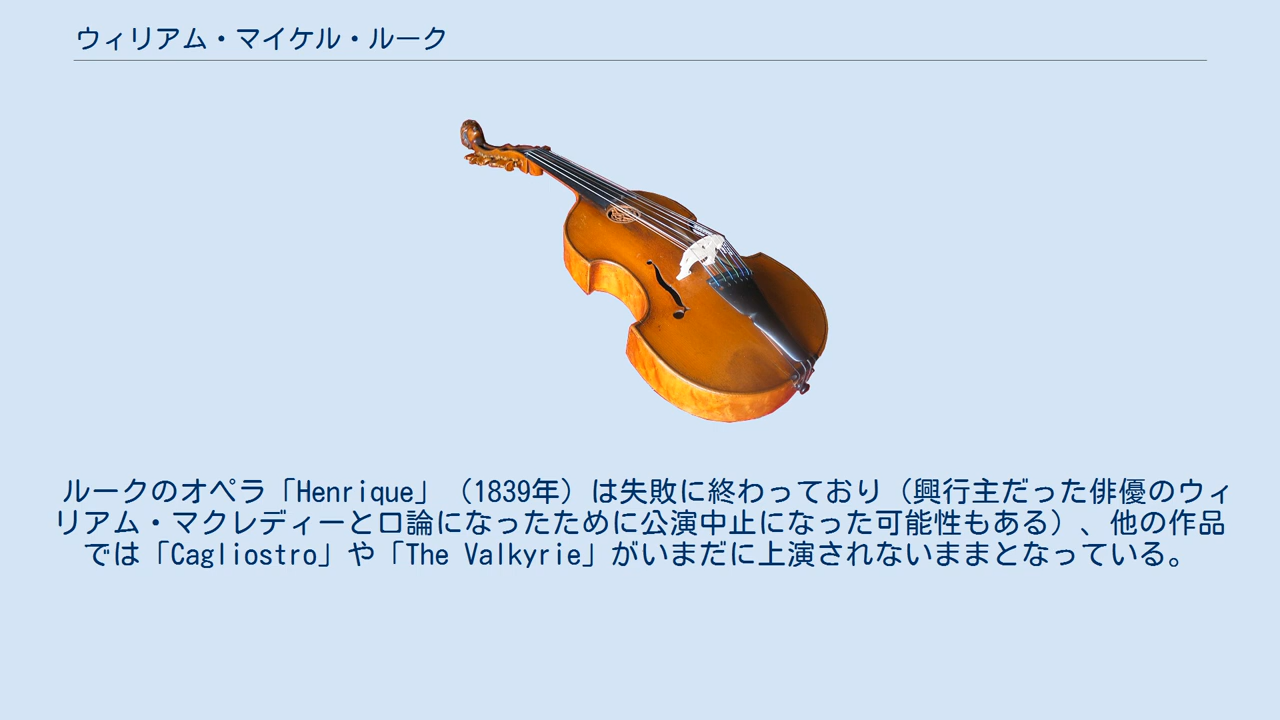 ウィリアム・マイケル・ルーク
ルークのオペラ「Henrique」（1839年）は失敗に終わっており（興行主だった俳優のウィ
リアム・マクレディーと口論になったために公演中止になった可能性もある）、他の作品
では「Cagliostro」や「The Valkyrie」がいまだに上演されないままとなっている。